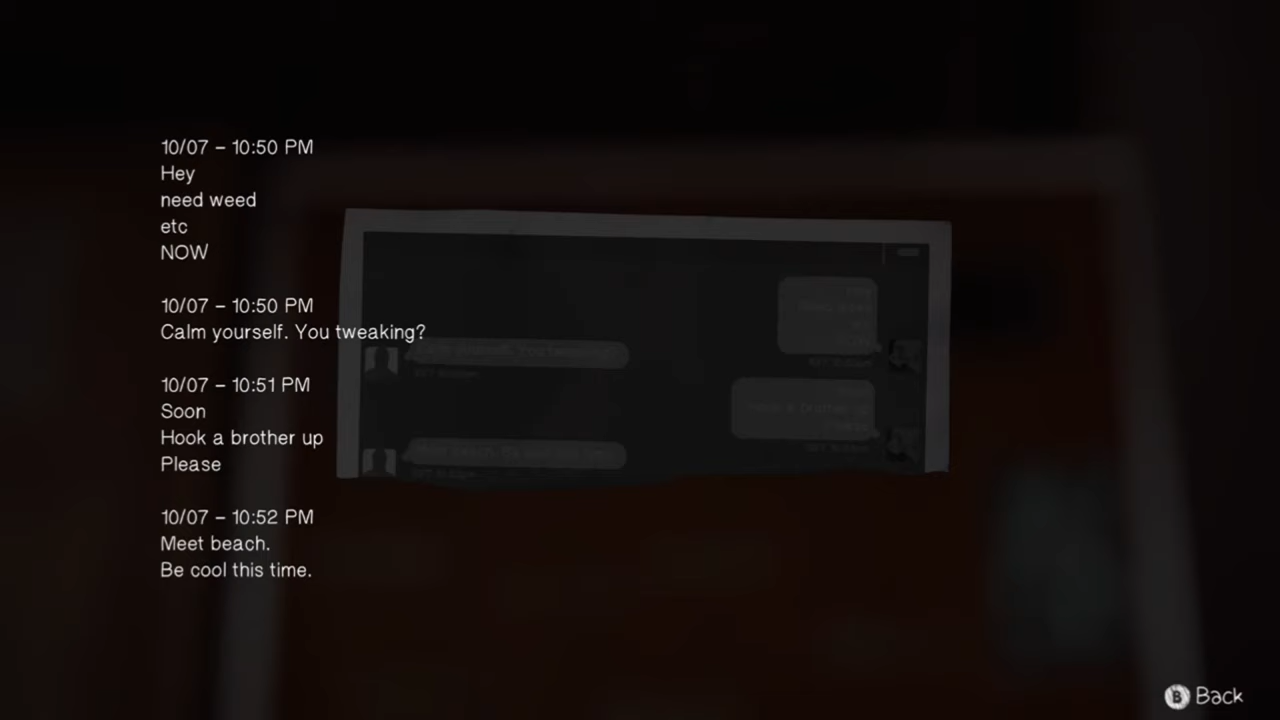 10/07 – 10:50 PM
Hey
need weed
etc
NOW
10/07 – 10:50 PM
Calm yourself. You tweaking?
10/07 – 10:51 PM
Soon
Hook a brother up
Please
10/07 – 10:52 PM
Meet beach.
Be cool this time.
B Back